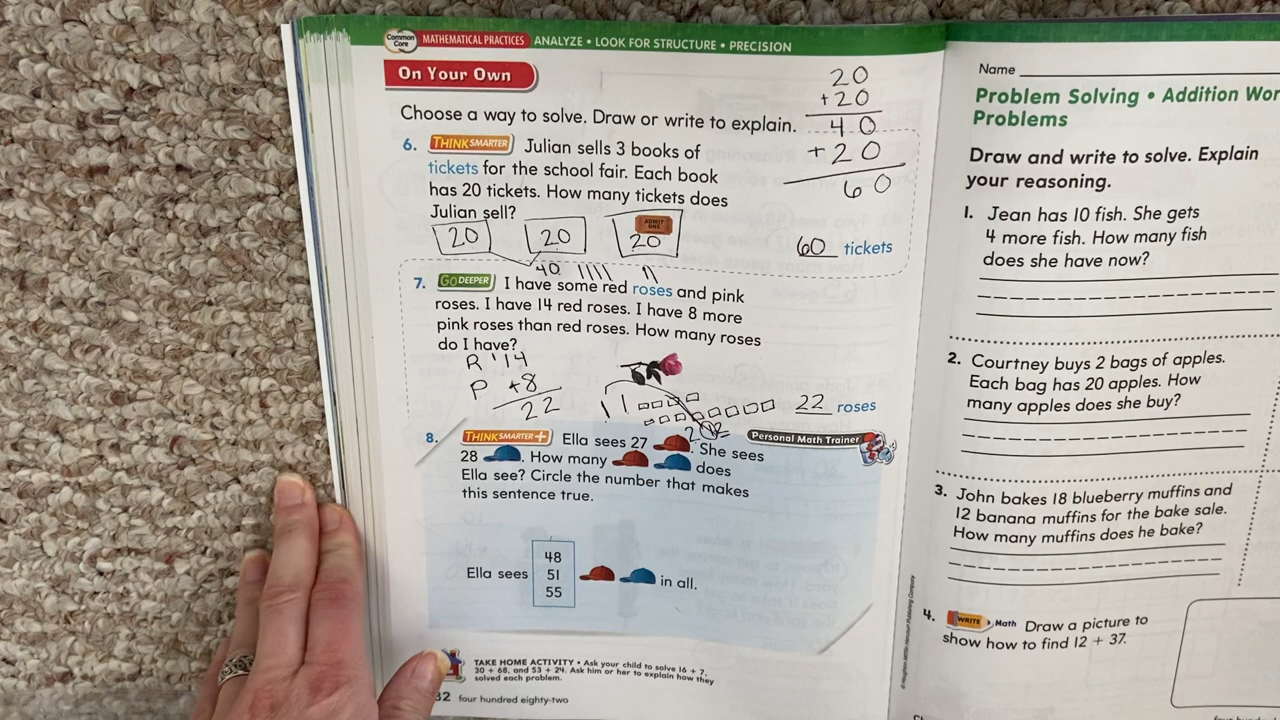 Common Core MATHEMATICAL PRACTICES ANALYZE • LOOK FOR STRUCTURE • PRECISION
On Your Own
Choose a way to solve. Draw or write to explain.
20
+20
40
+20
60
6. THINK SMARTER Julian sells 3 books of
tickets for the school fair. Each book
has 20 tickets. How many tickets does
Julian sell?
20 20 ADMIT ONE 20
60 tickets
40
7. GO DEEPER I have some red roses and pink
roses. I have 14 red roses. I have 8 more
pink roses than red roses. How many roses
do I have?
R 14
P +8
22
22 roses
8. THINK SMARTER + Ella sees 27 . She sees
Personal Math Trainer
28 . How many does
Ella see? Circle the number that makes
this sentence true.
48
Ella sees 51 in all.
55
TAKE HOME ACTIVITY • Ask your child to solve 16 + 7,
30 + 68, and 53 + 24. Ask him or her to explain how they
solved each problem.
82 four hundred eighty-two
Name
Problem Solving • Addition Wor
Problems
Draw and write to solve. Explain
your reasoning.
1. Jean has 10 fish. She gets
4 more fish. How many fish
does she have now?
2. Courtney buys 2 bags of apples.
Each bag has 20 apples. How
many apples does she buy?
3. John bakes 18 blueberry muffins and
12 banana muffins for the bake sale.
How many muffins does he bake?
4. WRITE Math Draw a picture to
show how to find 12 + 37.